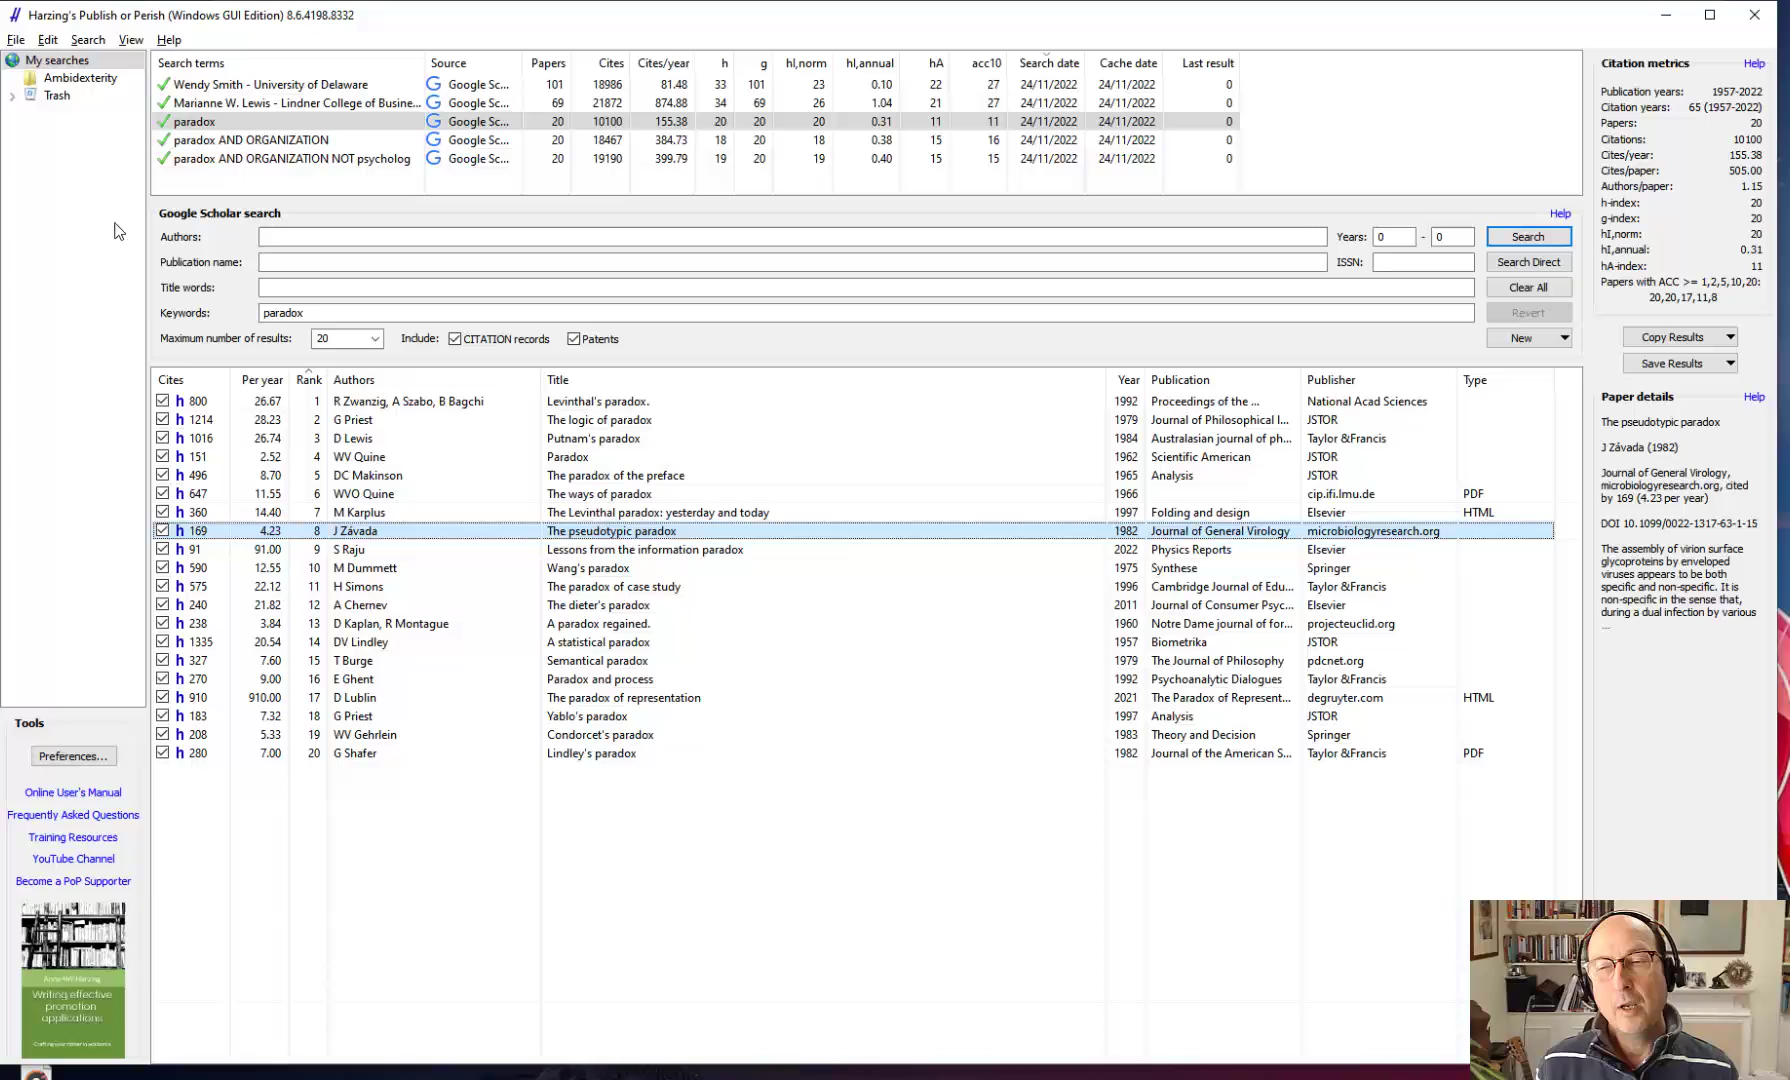 Harzing's Publish or Perish (Windows GUI Edition) 8.6.4198.8332
File Edit Search View Help
My searches
Ambidexterity
Trash
Search terms Source Papers Cites Cites/year h g hI,norm hI,annual hA acc10 Search date Cache date Last result
Wendy Smith - University of Delaware Google Sc... 101 18986 81.48 33 101 23 0.10 22 27 24/11/2022 24/11/2022 0
Marianne W. Lewis - Lindner College of Busine... Google Sc... 69 21872 874.88 34 69 26 1.04 21 27 24/11/2022 24/11/2022 0
paradox Google Sc... 20 10100 155.38 20 20 20 0.31 11 11 24/11/2022 24/11/2022 0
paradox AND ORGANIZATION Google Sc... 20 18467 384.73 18 20 18 0.38 15 16 24/11/2022 24/11/2022 0
paradox AND ORGANIZATION NOT psycholog Google Sc... 20 19190 399.79 19 20 19 0.40 15 15 24/11/2022 24/11/2022 0
Google Scholar search Help
Authors: Years: 0 - 0 Search
Publication name: ISSN: Search Direct
Title words: Clear All
Keywords: paradox Revert
Maximum number of results: 20 Include: CITATION records Patents New
Cites Per year Rank Authors Title Year Publication Publisher Type
h 800 26.67 1 R Zwanzig, A Szabo, B Bagchi Levinthal's paradox. 1992 Proceedings of the ... National Acad Sciences
h 1214 28.23 2 G Priest The logic of paradox 1979 Journal of Philosophical l... JSTOR
h 1016 26.74 3 D Lewis Putnam's paradox 1984 Australasian journal of ph... Taylor &Francis
h 151 2.52 4 WV Quine Paradox 1962 Scientific American JSTOR
h 496 8.70 5 DC Makinson The paradox of the preface 1965 Analysis JSTOR
h 647 11.55 6 WVO Quine The ways of paradox 1966 cip.ifi.lmu.de PDF
h 360 14.40 7 M Karplus The Levinthal paradox: yesterday and today 1997 Folding and design Elsevier HTML
h 169 4.23 8 J Závada The pseudotypic paradox 1982 Journal of General Virology microbiologyresearch.org
h 91 91.00 9 S Raju Lessons from the information paradox 2022 Physics Reports Elsevier
h 590 12.55 10 M Dummett Wang's paradox 1975 Synthese Springer
h 575 22.12 11 H Simons The paradox of case study 1996 Cambridge Journal of Edu... Taylor &Francis
h 240 21.82 12 A Chernev The dieter's paradox 2011 Journal of Consumer Psyc... Elsevier
h 238 3.84 13 D Kaplan, R Montague A paradox regained. 1960 Notre Dame journal of for... projecteuclid.org
h 1335 20.54 14 DV Lindley A statistical paradox 1957 Biometrika JSTOR
h 327 7.60 15 T Burge Semantical paradox 1979 The Journal of Philosophy pdcnet.org
h 270 9.00 16 E Ghent Paradox and process 1992 Psychoanalytic Dialogues Taylor &Francis
h 910 910.00 17 D Lublin The paradox of representation 2021 The Paradox of Represent... degruyter.com HTML
h 183 7.32 18 G Priest Yablo's paradox 1997 Analysis JSTOR
h 208 5.33 19 WV Gehrlein Condorcet's paradox 1983 Theory and Decision Springer
h 280 7.00 20 G Shafer Lindley's paradox 1982 Journal of the American S... Taylor &Francis PDF
Citation metrics Help
Publication years: 1957-2022
Citation years: 65 (1957-2022)
Papers: 20
Citations: 10100
Cites/year: 155.38
Cites/paper: 505.00
Authors/paper: 1.15
h-index: 20
g-index: 20
hI,norm: 20
hI,annual: 0.31
hA-index: 11
Papers with ACC >= 1,2,5,10,20:
20,20,17,11,8
Copy Results
Save Results
Paper details Help
The pseudotypic paradox
J Závada (1982)
Journal of General Virology,
microbiologyresearch.org, cited
by 169 (4.23 per year)
DOI 10.1099/0022-1317-63-1-15
The assembly of virion surface
glycoproteins by enveloped
viruses appears to be both
specific and non-specific. It is
non-specific in the sense that,
during a dual infection by various
...
Tools
Preferences...
Online User's Manual
Frequently Asked Questions
Training Resources
YouTube Channel
Become a PoP Supporter
Anne-Wil Harzing
Writing effective
promotion
applications